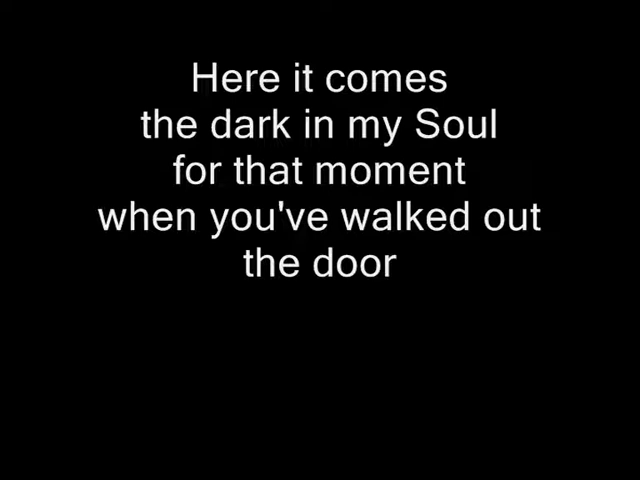 Here it comes
the dark in my Soul
for that moment
when you've walked out
the door